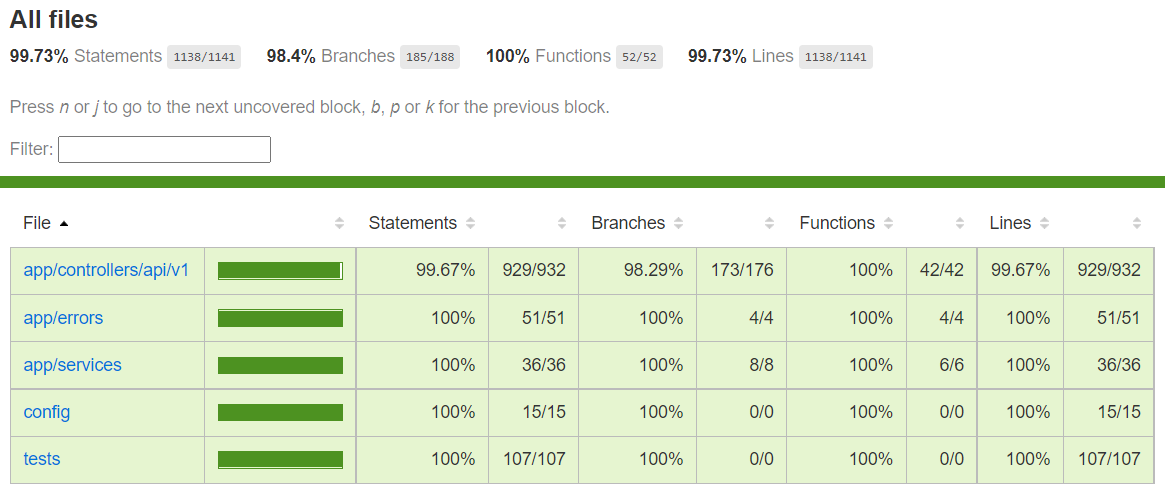 All files
99.73% Statements 1138/1141 98.4% Branches 185/188 100% Functions 52/52 99.73% Lines 1138/1141
Press n or j to go to the next uncovered block, b, p or k for the previous block.
Filter:
File Statements Branches Functions Lines
app/controllers/api/v1 99.67% 929/932 98.29% 173/176 100% 42/42 99.67% 929/932
app/errors 100% 51/51 100% 4/4 100% 4/4 100% 51/51
app/services 100% 36/36 100% 8/8 100% 6/6 100% 36/36
config 100% 15/15 100% 0/0 100% 0/0 100% 15/15
tests 100% 107/107 100% 0/0 100% 0/0 100% 107/107